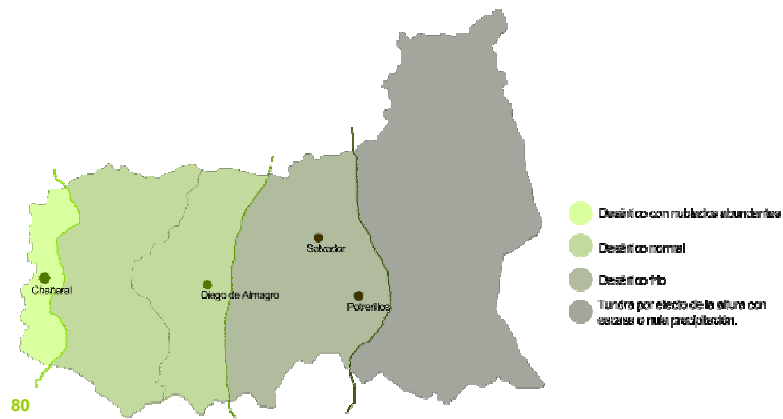 Desértico con nublados abundantes
Desértico normal
Salvador
Chañaral
Diego de Almagro
Potrerillos
Desértico frío
Tundra por efecto de la altura con
escasa o nula precipitación.
80